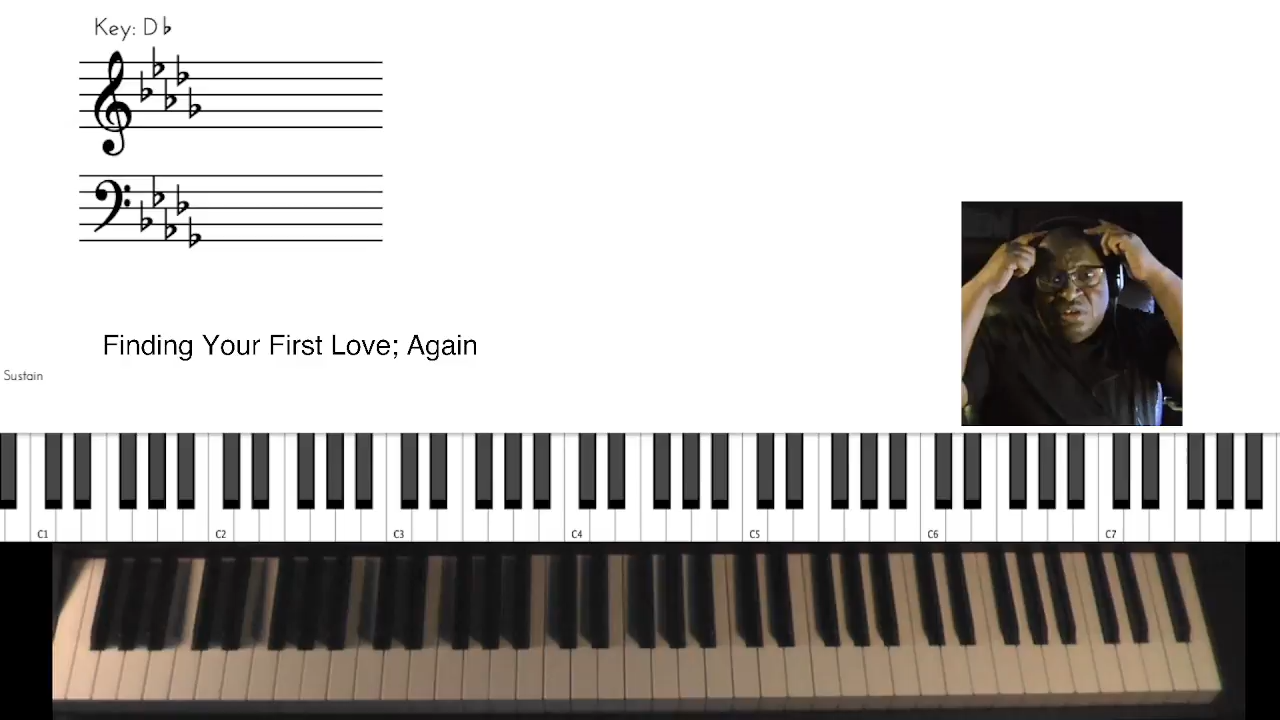 Key: D♭
Finding Your First Love; Again
Sustain
C1 C2 C3 C4 C5 C6 C7